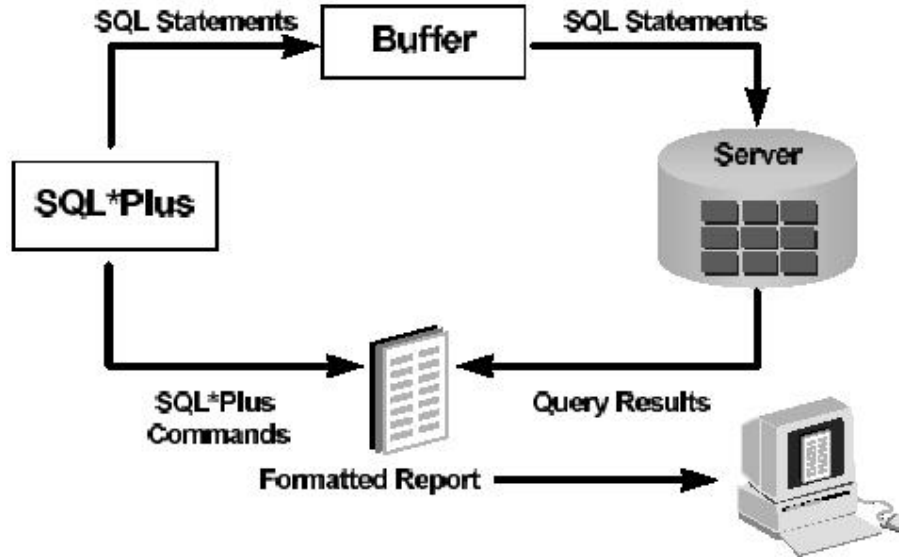 SQL Statements
Buffer
SQL Statements
SQL*Plus
Server
SQL*Plus
Commands
Query Results
Formatted Report